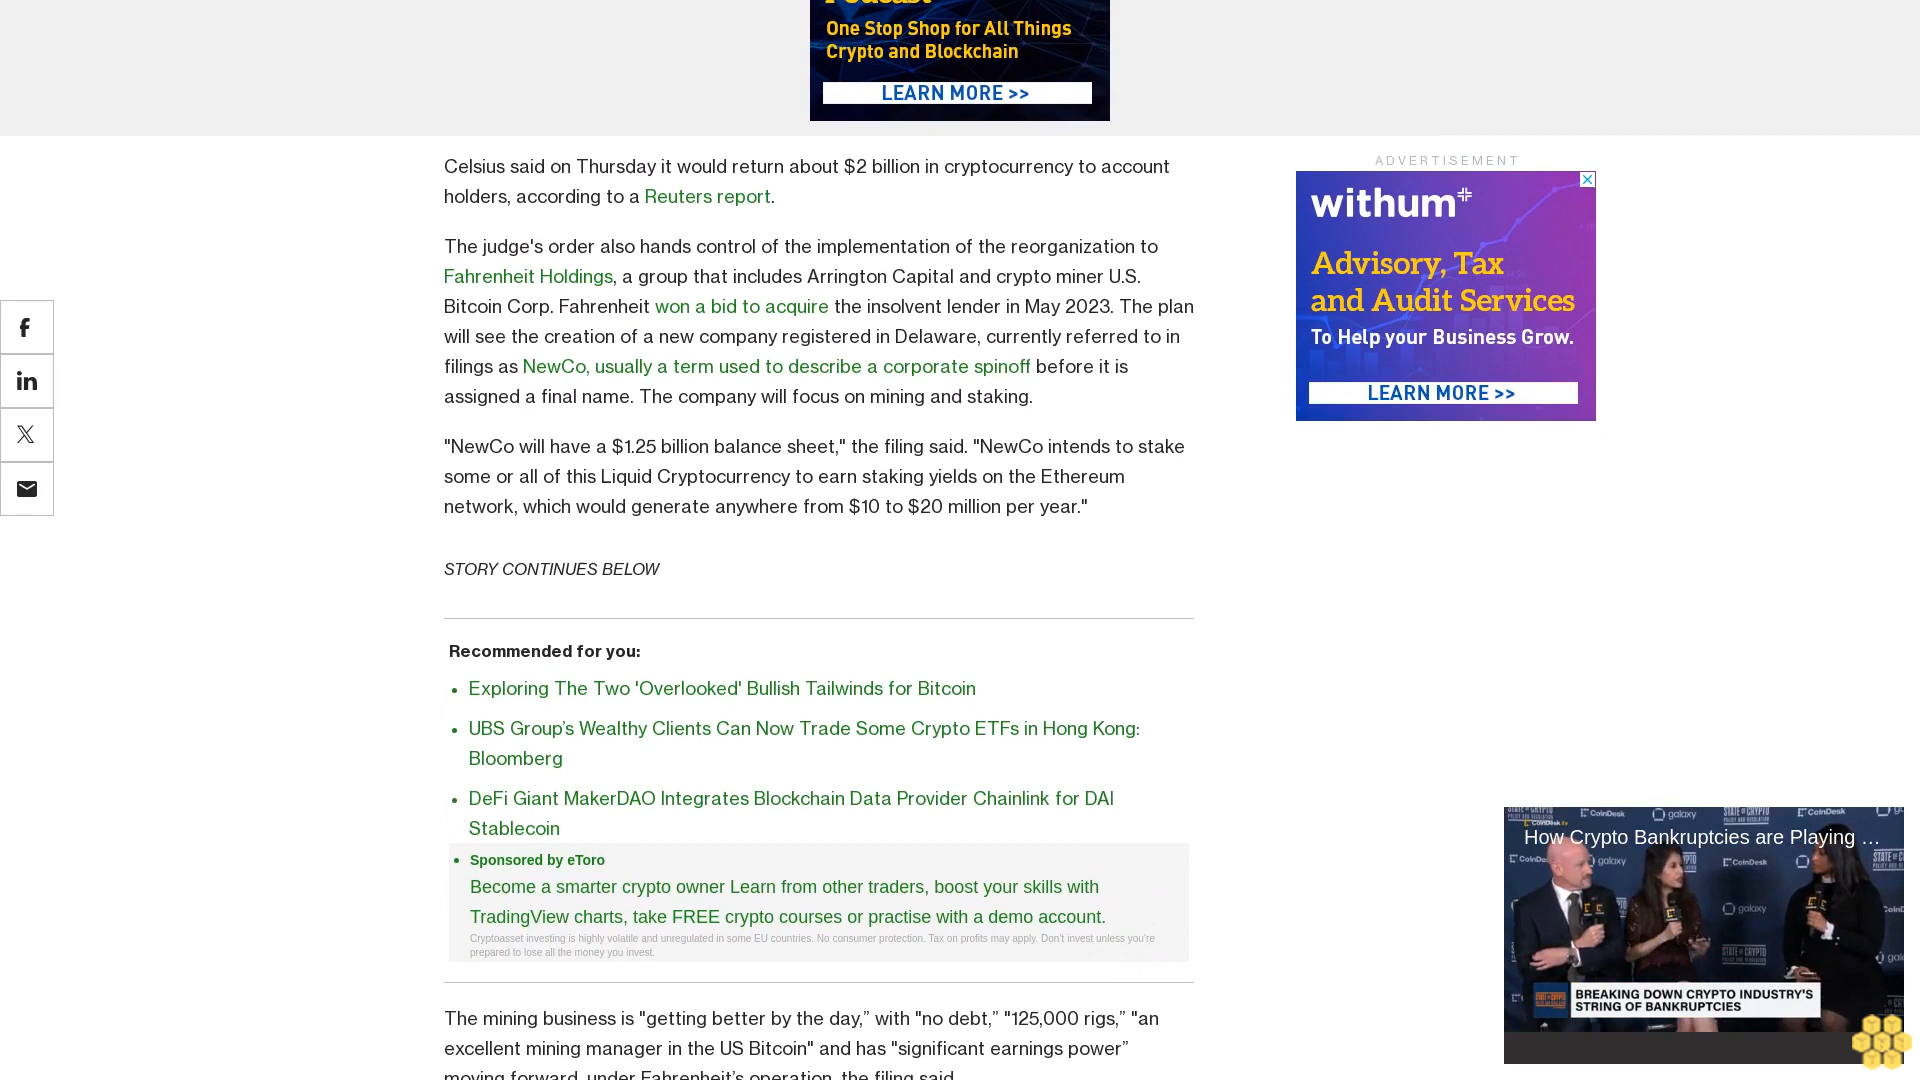 One Stop Shop for All Things
Crypto and Blockchain
LEARN MORE >>
Celsius said on Thursday it would return about $2 billion in cryptocurrency to account
holders, according to a Reuters report.
The judge's order also hands control of the implementation of the reorganization to
Fahrenheit Holdings, a group that includes Arrington Capital and crypto miner U.S.
Bitcoin Corp. Fahrenheit won a bid to acquire the insolvent lender in May 2023. The plan
will see the creation of a new company registered in Delaware, currently referred to in
filings as NewCo, usually a term used to describe a corporate spinoff before it is
assigned a final name. The company will focus on mining and staking.
"NewCo will have a $1.25 billion balance sheet," the filing said. "NewCo intends to stake
some or all of this Liquid Cryptocurrency to earn staking yields on the Ethereum
network, which would generate anywhere from $10 to $20 million per year."
STORY CONTINUES BELOW
Recommended for you:
Exploring The Two 'Overlooked' Bullish Tailwinds for Bitcoin
UBS Group’s Wealthy Clients Can Now Trade Some Crypto ETFs in Hong Kong:
Bloomberg
DeFi Giant MakerDAO Integrates Blockchain Data Provider Chainlink for DAI
Stablecoin
Sponsored by eToro
Become a smarter crypto owner Learn from other traders, boost your skills with
TradingView charts, take FREE crypto courses or practise with a demo account.
Cryptoasset investing is highly volatile and unregulated in some EU countries. No consumer protection. Tax on profits may apply. Don’t invest unless you’re
prepared to lose all the money you invest.
The mining business is "getting better by the day,” with "no debt,” "125,000 rigs,” "an
excellent mining manager in the US Bitcoin" and has "significant earnings power”
moving forward, under Fahrenheit’s operation, the filing said.
ADVERTISEMENT
withum
Advisory, Tax
and Audit Services
To Help your Business Grow.
LEARN MORE >>
How Crypto Bankruptcies are Playing …
CoinDesk
galaxy
STATE OF CRYPTO
BREAKING DOWN CRYPTO INDUSTRY'S
STRING OF BANKRUPTCIES